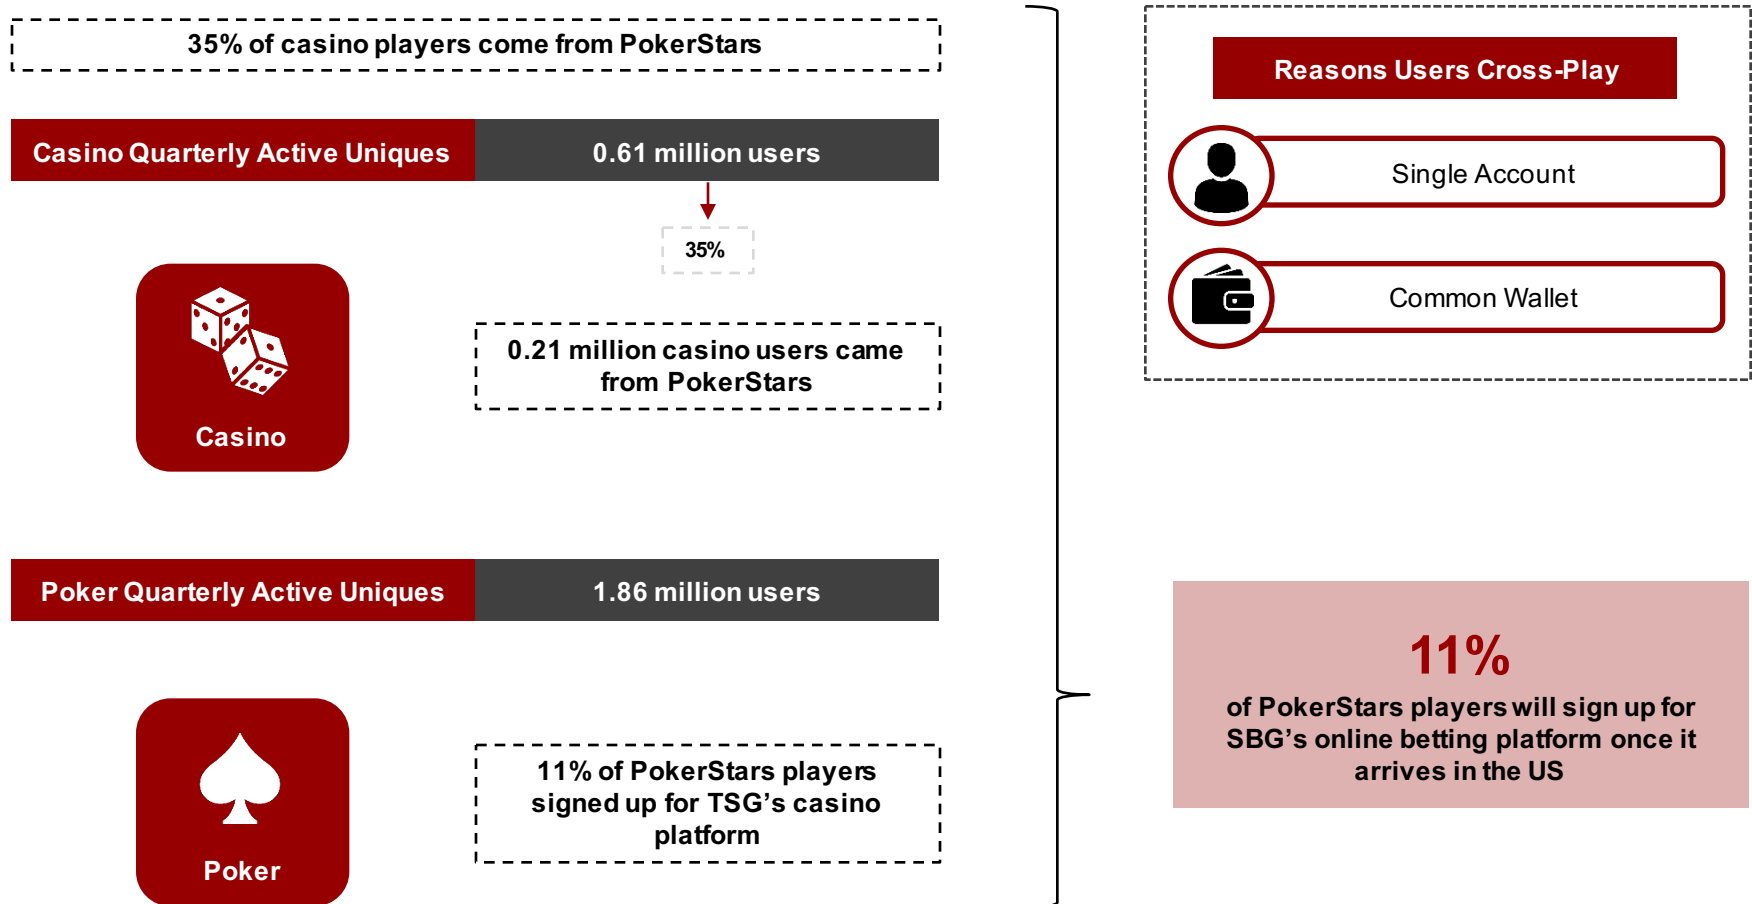 35% of casino players come from PokerStars
Casino Quarterly Active Uniques
0.61 million users
35%
0.21 million casino users came
from PokerStars
Casino
Poker Quarterly Active Uniques
1.86 million users
11% of PokerStars players
signed up for TSG's casino
platform
Poker
Reasons Users Cross-Play
Single Account
Common Wallet
11%
of PokerStars players will sign up for
SBG's online betting platform once it
arrives in the US